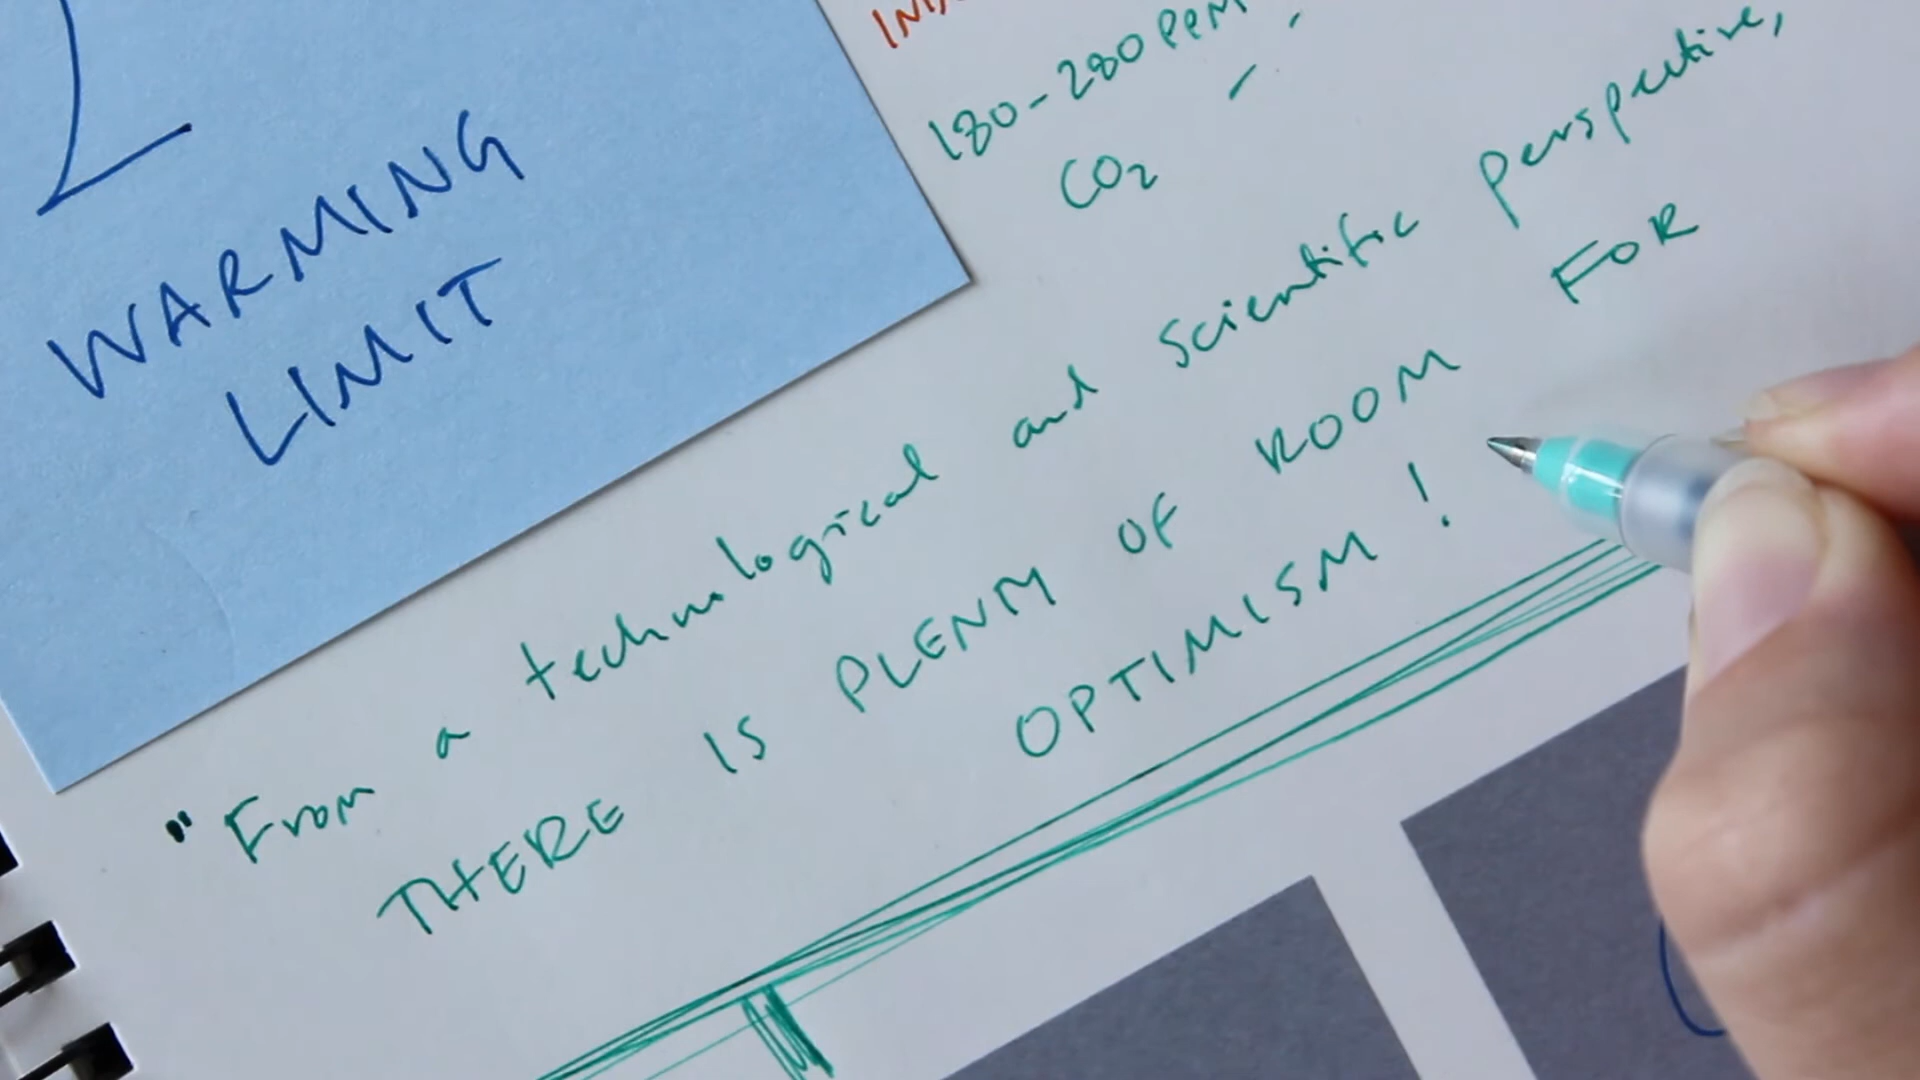 WARMING
LIMIT
180-280 PPM
CO2
"From a technological and scientific perspective,
THERE IS PLENTY OF ROOM FOR
OPTIMISM!